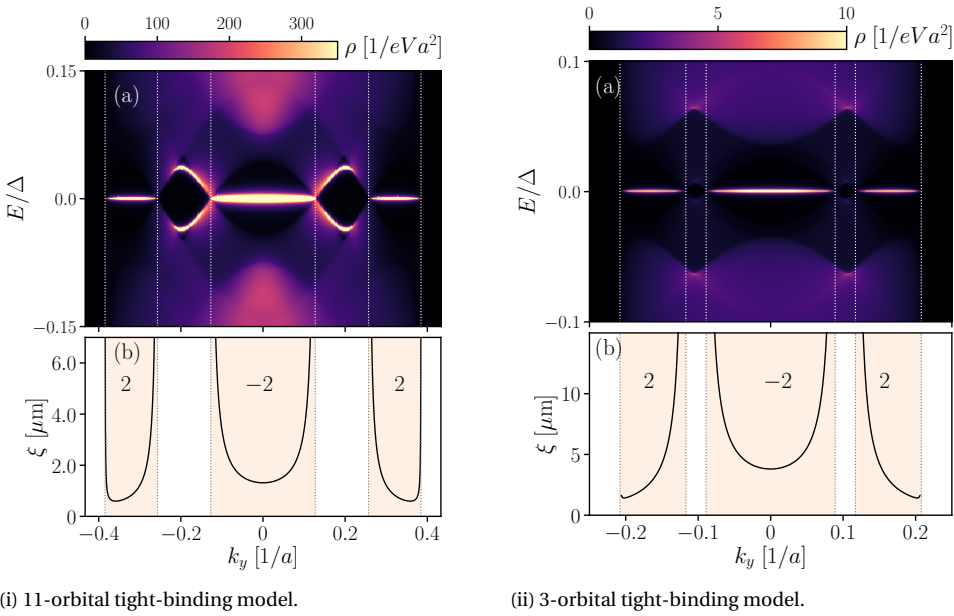 0 100 200 300 ρ [1/eVa²]
(a)
0.15
0.0
−0.15
E/Δ
(b)
2 −2 2
6.0
4.0
2.0
0
ξ [μm]
−0.4 −0.2 0 0.2 0.4
k_y [1/a]
(i) 11-orbital tight-binding model.
0 5 10 ρ [1/eVa²]
(a)
0.1
0.0
−0.1
E/Δ
(b)
2 −2 2
10
5
0
ξ [μm]
−0.2 −0.1 0 0.1 0.2
k_y [1/a]
(ii) 3-orbital tight-binding model.